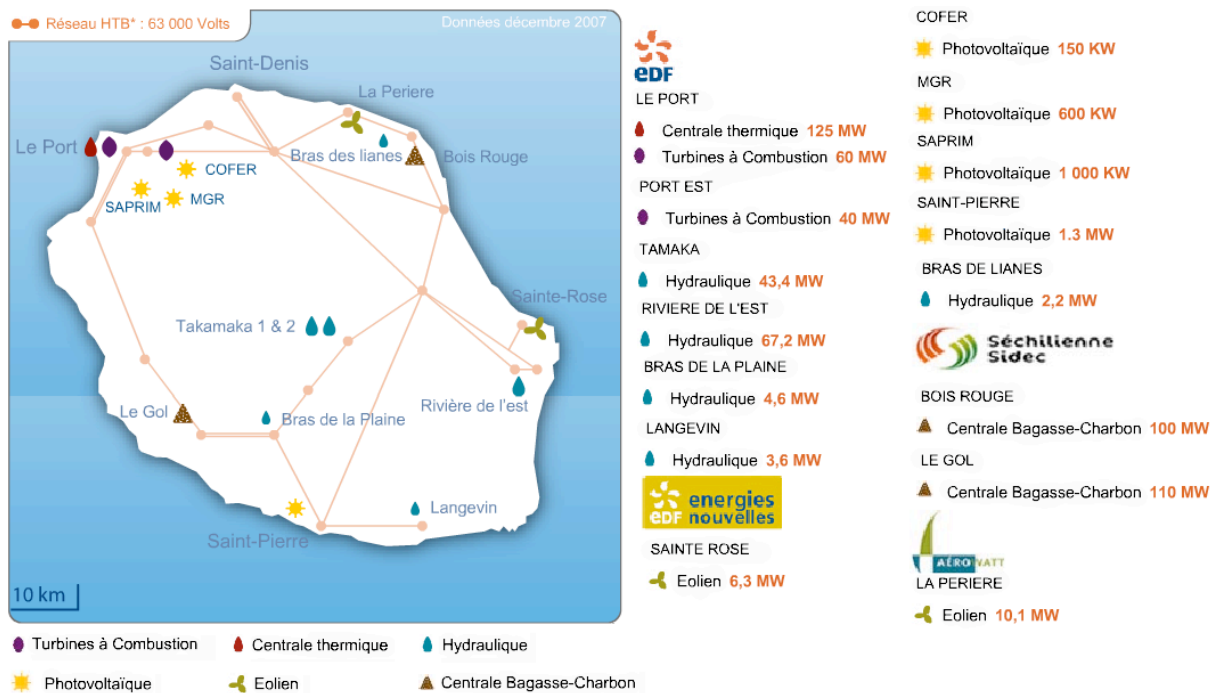 Réseau HTB* : 63 000 Volts
Données décembre 2007
Saint-Denis
La Periere
Le Port
Bras des lianes
Bois Rouge
COFER
SAPRIM
MGR
Sainte-Rose
Takamaka 1 & 2
Le Gol
Bras de la Plaine
Rivière de l'est
Langevin
Saint-Pierre
10 km
Turbines à Combustion
Centrale thermique
Hydraulique
Photovoltaïque
Eolien
Centrale Bagasse-Charbon
eDF
LE PORT
Centrale thermique 125 MW
Turbines à Combustion 60 MW
PORT EST
Turbines à Combustion 40 MW
TAMAKA
Hydraulique 43,4 MW
RIVIERE DE L'EST
Hydraulique 67,2 MW
BRAS DE LA PLAINE
Hydraulique 4,6 MW
LANGEVIN
Hydraulique 3,6 MW
eDF energies nouvelles
SAINTE ROSE
Eolien 6,3 MW
COFER
Photovoltaïque 150 KW
MGR
Photovoltaïque 600 KW
SAPRIM
Photovoltaïque 1 000 KW
SAINT-PIERRE
Photovoltaïque 1.3 MW
BRAS DE LIANES
Hydraulique 2,2 MW
Séchilienne
Sidec
BOIS ROUGE
Centrale Bagasse-Charbon 100 MW
LE GOL
Centrale Bagasse-Charbon 110 MW
AÉROWATT
LA PERIERE
Eolien 10,1 MW